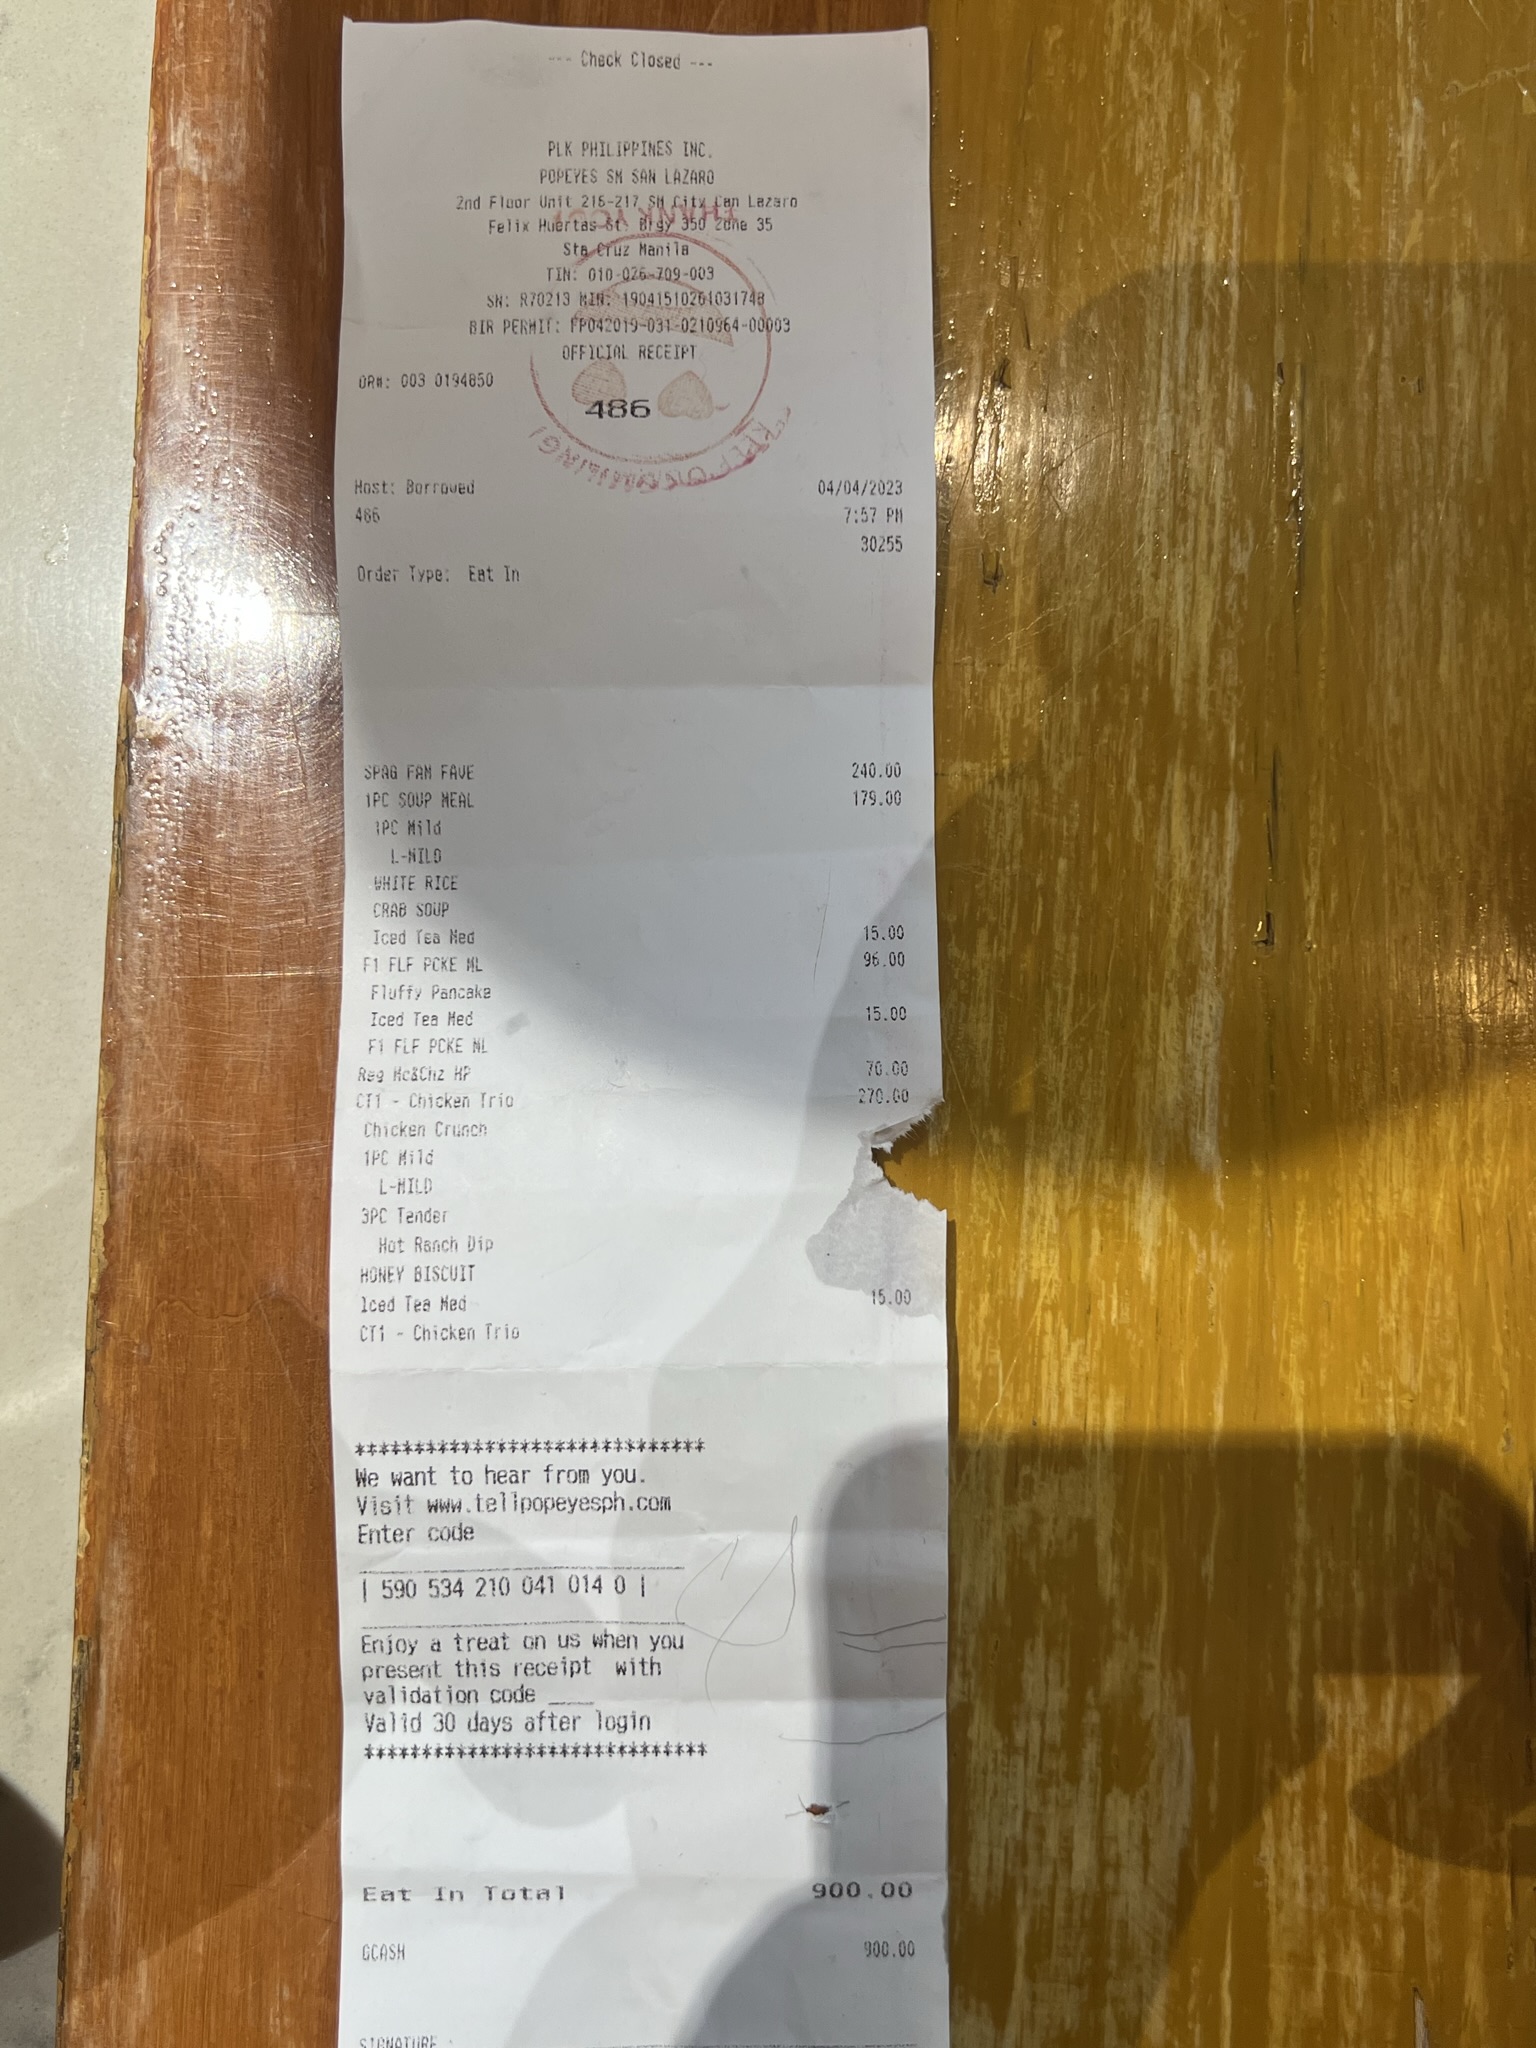 --- Check Closed ---
PLK PHILIPPINES INC.
POPEYES SM SAN LAZARO
2nd Floor Unit 216-217 SM City Can Lazaro
Felix Huertas St. Brgy 350 Zone 35
Sta Cruz Manila
TIN: 010-026-709-003
SN: R70213 MIN: 19041510261031748
BIR PERMIT: FP042019-031-0210964-00003
OFFICIAL RECEIPT
OR#: 003 0194850
486
THANK YOU!
Host: Borrowed 04/04/2023
486 7:57 PM
30255
Order Type: Eat In
SPAG FAM FAVE 240.00
1PC SOUP MEAL 179.00
1PC Mild
L-MILD
WHITE RICE
CRAB SOUP
Iced Tea Med 15.00
F1 FLF PCKE ML 96.00
Fluffy Pancake
Iced Tea Med 15.00
F1 FLF PCKE ML
Reg Mc&Chz HP 70.00
CT1 - Chicken Trio 270.00
Chicken Crunch
1PC Mild
L-MILD
3PC Tender
Hot Ranch Dip
HONEY BISCUIT
Iced Tea Med 15.00
CT1 - Chicken Trio
******************************
We want to hear from you.
Visit www.tellpopeyesph.com
Enter code
| 590 534 210 041 014 0 |
Enjoy a treat on us when you
present this receipt with
validation code ____
Valid 30 days after login
******************************
Eat In Total 900.00
GCASH 900.00
SIGNATURE :